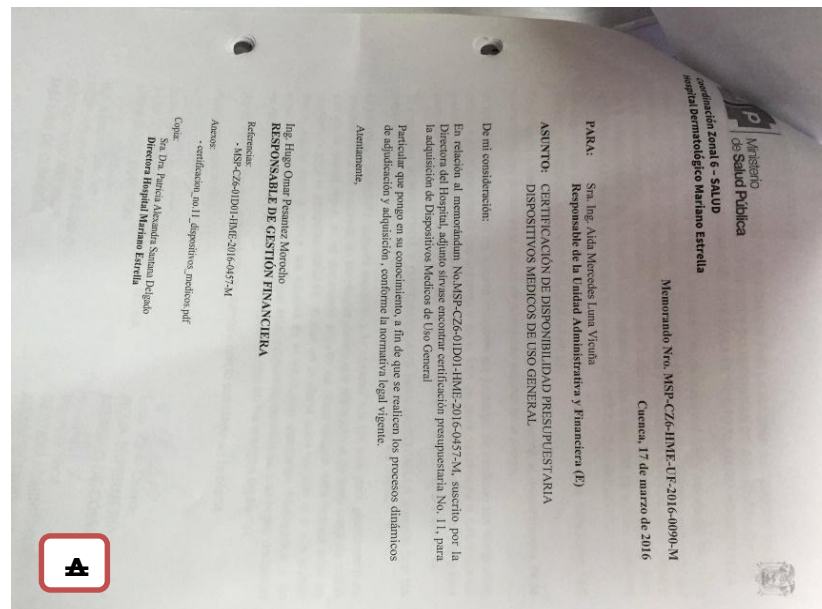 Ministerio
de Salud Pública
Coordinación Zonal 6 – SALUD
Hospital Dermatológico Mariano Estrella
Memorando Nro. MSP-CZ6-HME-UF-2016-0090-M
Cuenca, 17 de marzo de 2016
PARA: Sra. Ing. Aida Mercedes Luna Vicuña
Responsable de la Unidad Administrativa y Financiera (E)
ASUNTO: CERTIFICACIÓN DE DISPONIBILIDAD PRESUPUESTARIA
DISPOSITIVOS MEDICOS DE USO GENERAL
De mi consideración:
En relación al memorándum No.MSP-CZ6-01D01-HME-2016-0457-M, suscrito por la
Directora del Hospital, adjunto sírvase encontrar certificación presupuestaria No. 11, para
la adquisición de Dispositivos Medicos de Uso General
Particular que pongo en su conocimiento, a fin de que se realicen los procesos dinámicos
de adjudicación y adquisición , conforme la normativa legal vigente.
Atentamente,
Ing. Hugo Omar Pesantez Morocho
RESPONSABLE DE GESTIÓN FINANCIERA
Referencias:
- MSP-CZ6-01D01-HME-2016-0457-M
Anexos:
- certificacion_no.11_dispositivos_medicos.pdf
Copia:
Sra. Dra. Patricia Alexandra Santana Delgado
Directora Hospital Mariano Estrella
A